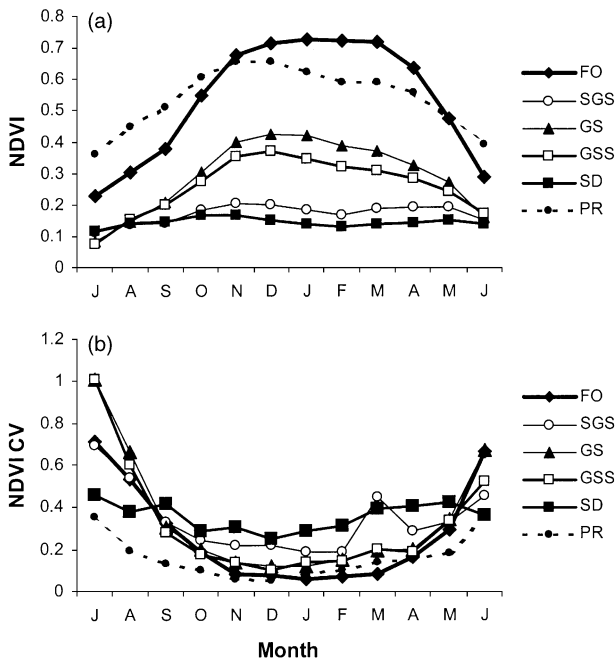 (a)
NDVI
0.8
0.7
0.6
0.5
0.4
0.3
0.2
0.1
0
J A S O N D J F M A M J
FO
SGS
GS
GSS
SD
PR
(b)
NDVI CV
1.2
1
0.8
0.6
0.4
0.2
0
J A S O N D J F M A M J
Month
FO
SGS
GS
GSS
SD
PR